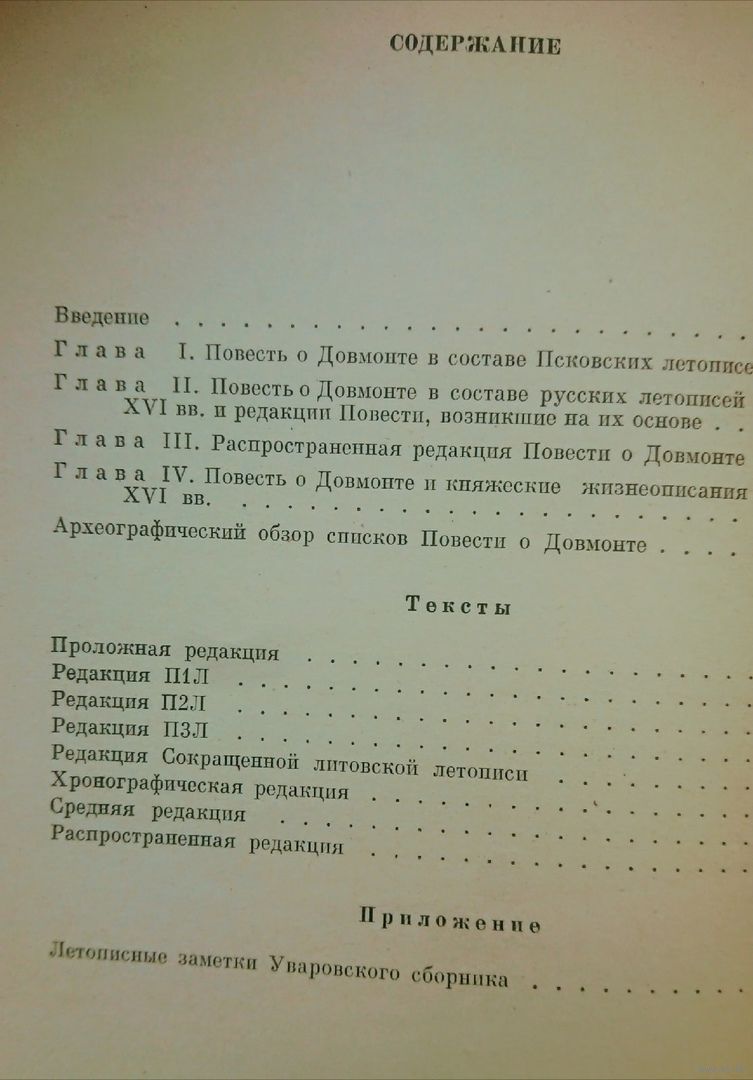 СОДЕРЖАНИЕ
Введение . . . . . . . . . . . . . . . . . . .
Глава I. Повесть о Довмонте в составе Псковских летописе
Глава II. Повесть о Довмонте в составе русских летописей
XVI вв. и редакции Повести, возникшие на их основе . .
Глава III. Распространенная редакция Повести о Довмонте
Глава IV. Повесть о Довмонте и княжеские жизнеописания
XVI вв. . . . . . . . . . . . . . . . . .
Археографический обзор списков Повести о Довмонте . . . .
Тексты
Проложная редакция . . . . . . . . . . . . . .
Редакция П1Л . . . . . . . . . . . . . . . . .
Редакция П2Л . . . . . . . . . . . . . . . . .
Редакция П3Л . . . . . . . . . . . . . . . . .
Редакция Сокращенной литовской летописи . . . . . .
Хронографическая редакция . . . . . . . . . . . .
Средняя редакция . . . . . . . . . . . . . . .
Распространенная редакция . . . . . . . . . . . .
Приложение
Летописные заметки Уваровского сборника . . . . . . . .